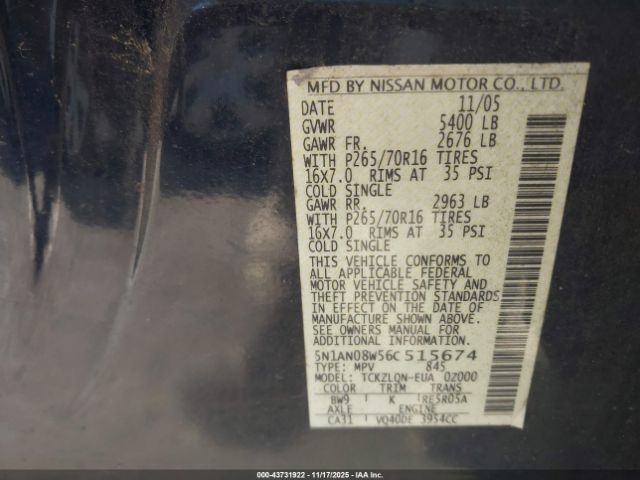 MFD BY NISSAN MOTOR CO., LTD.
DATE 11/05
GVWR 5400 LB
GAWR FR. 2676 LB
WITH P265/70R16 TIRES
16X7.0 RIMS AT 35 PSI
COLD SINGLE
GAWR RR. 2963 LB
WITH P265/70R16 TIRES
16X7.0 RIMS AT 35 PSI
COLD SINGLE
THIS VEHICLE CONFORMS TO
ALL APPLICABLE FEDERAL
MOTOR VEHICLE SAFETY AND
THEFT PREVENTION STANDARDS
IN EFFECT ON THE DATE OF
MANUFACTURE SHOWN ABOVE.
SEE OWNERS MANUAL FOR
ADDITIONAL INFORMATION.
5N1AN08W56C515674
TYPE: MPV 845
MODEL: TCKZLQN-EUA 02000
COLOR TRIM TRANS
BW9 K RE5R05A
AXLE ENGINE
CA31 VQ40DE 3954CC
000-43731922 - 11/17/2025 - IAAI.COM